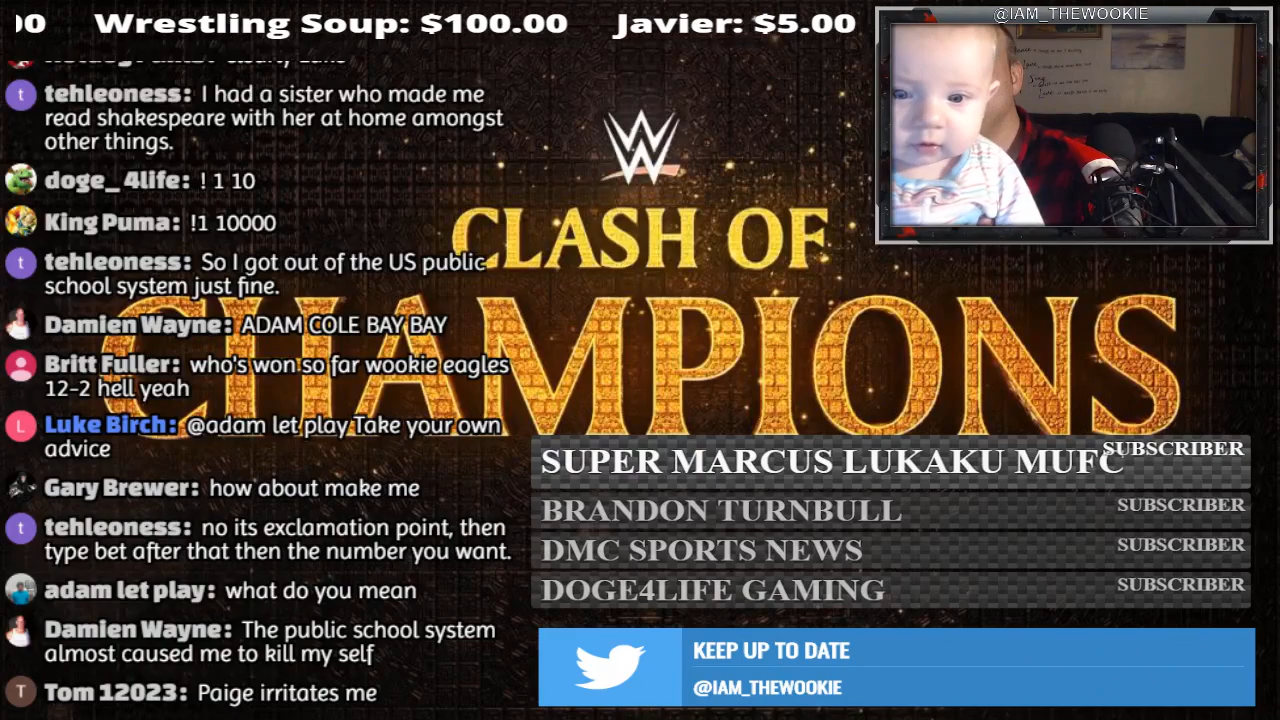 00 Wrestling Soup: $100.00 Javier: $5.00
@IAM_THEWOOKIE
tehleoness: I had a sister who made me
read shakespeare with her at home amongst
other things.
doge_4life: ! 1 10
King Puma: !1 10000
tehleoness: So I got out of the US public
school system just fine.
Damien Wayne: ADAM COLE BAY BAY
Britt Fuller: who's won so far wookie eagles
12-2 hell yeah
Luke Birch: @adam let play Take your own
advice
Gary Brewer: how about make me
tehleoness: no its exclamation point, then
type bet after that then the number you want.
adam let play: what do you mean
Damien Wayne: The public school system
almost caused me to kill my self
Tom 12023: Paige irritates me
W
CLASH OF
CHAMPIONS
SUPER MARCUS LUKAKU MUFC SUBSCRIBER
BRANDON TURNBULL SUBSCRIBER
DMC SPORTS NEWS SUBSCRIBER
DOGE4LIFE GAMING SUBSCRIBER
KEEP UP TO DATE
@IAM_THEWOOKIE